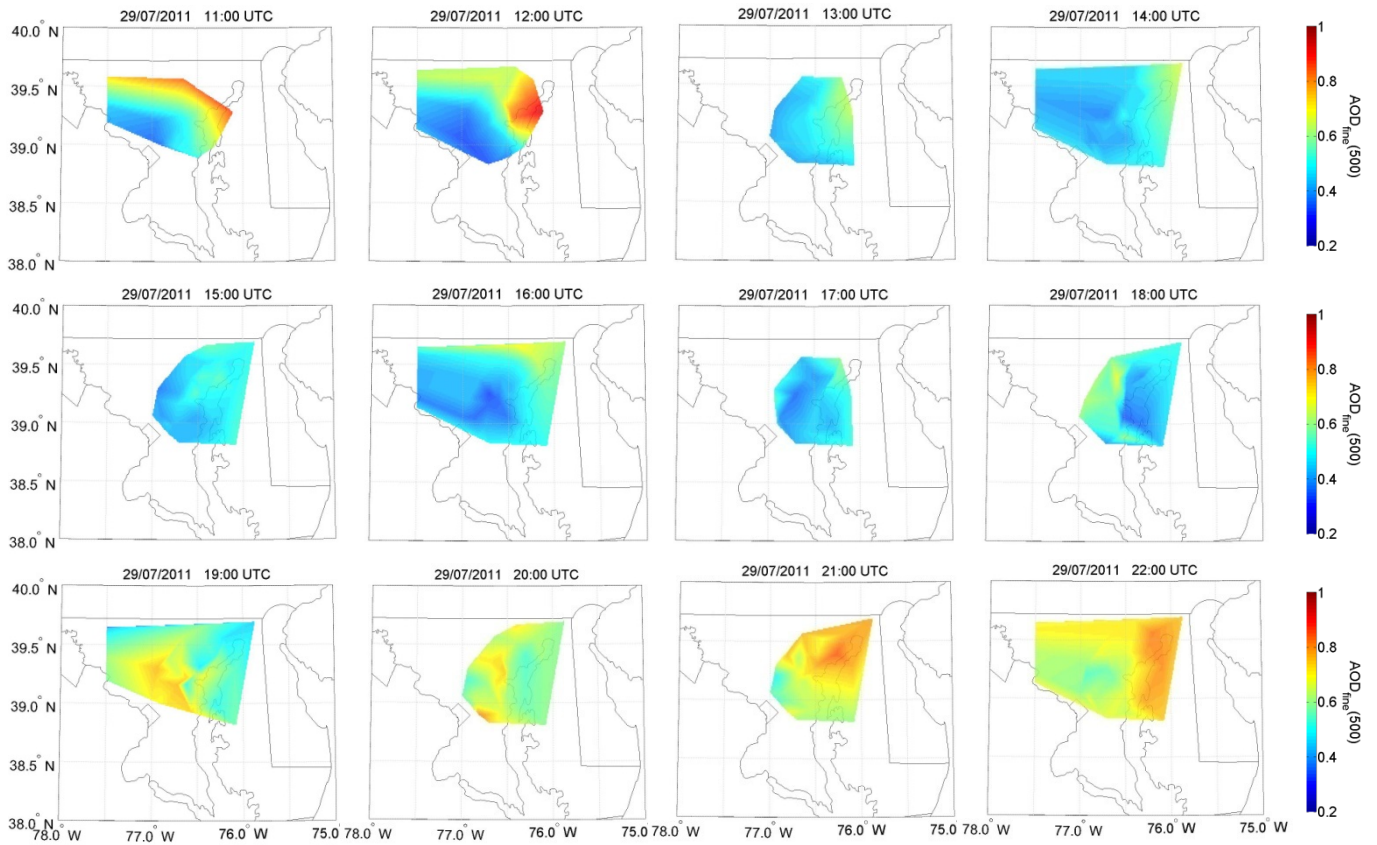 29/07/2011 11:00 UTC
29/07/2011 12:00 UTC
29/07/2011 13:00 UTC
29/07/2011 14:00 UTC
40.0° N
39.5° N
39.0° N
38.5° N
38.0° N
1
0.8
0.6
0.4
0.2
AOD fine (500)
29/07/2011 15:00 UTC
29/07/2011 16:00 UTC
29/07/2011 17:00 UTC
29/07/2011 18:00 UTC
40.0° N
39.5° N
39.0° N
38.5° N
38.0° N
1
0.8
0.6
0.4
0.2
AOD fine (500)
29/07/2011 19:00 UTC
29/07/2011 20:00 UTC
29/07/2011 21:00 UTC
29/07/2011 22:00 UTC
40.0° N
39.5° N
39.0° N
38.5° N
38.0° N
1
0.8
0.6
0.4
0.2
AOD fine (500)
78.0° W 77.0° W 76.0° W 75.0 78.0° W 77.0° W 76.0° W 75.0 78.0° W 77.0° W 76.0° W 75.0 78.0° W 77.0° W 76.0° W 75.0° W